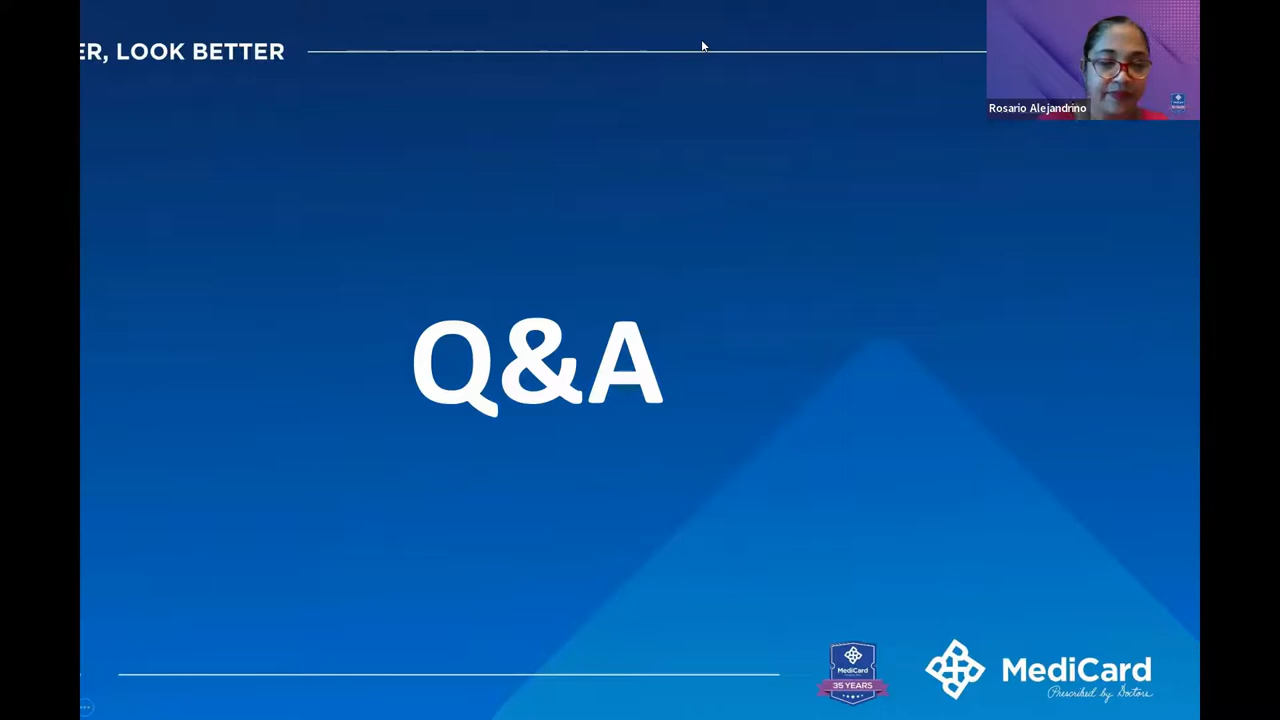 ER, LOOK BETTER
Rosario Alejandrino
Q&A
MediCard
35 YEARS
MediCard
Prescribed by Doctors